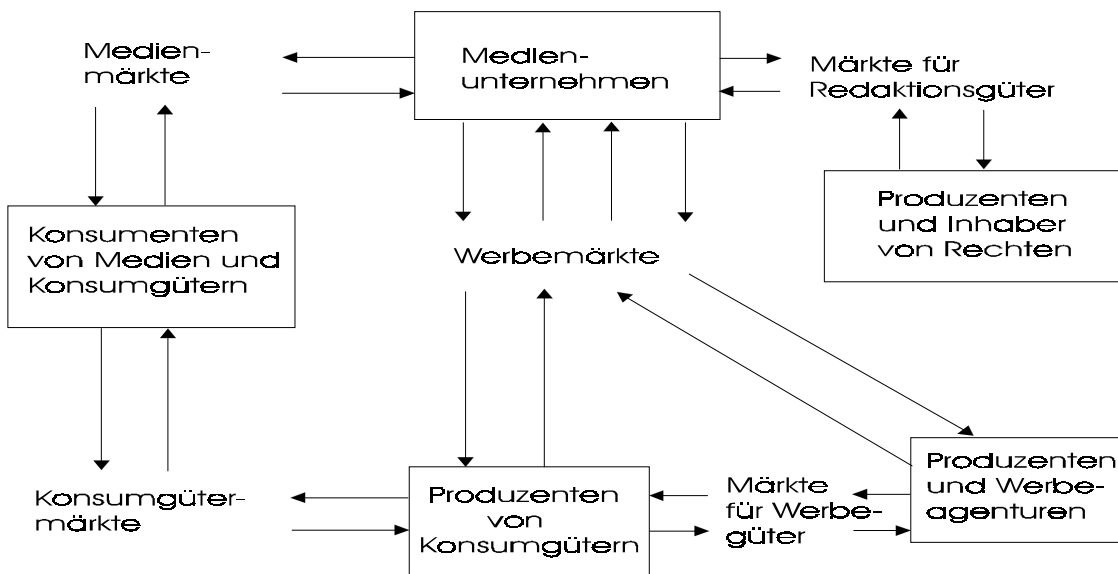 Medien-
märkte
Medien-
unternehmen
Märkte für
Redaktionsgüter
Produzenten
und Inhaber
von Rechten
Konsumenten
von Medien und
Konsumgütern
Werbemärkte
Konsumgüter-
märkte
Produzenten
von
Konsumgütern
Märkte
für Werbe-
güter
Produzenten
und Werbe-
agenturen